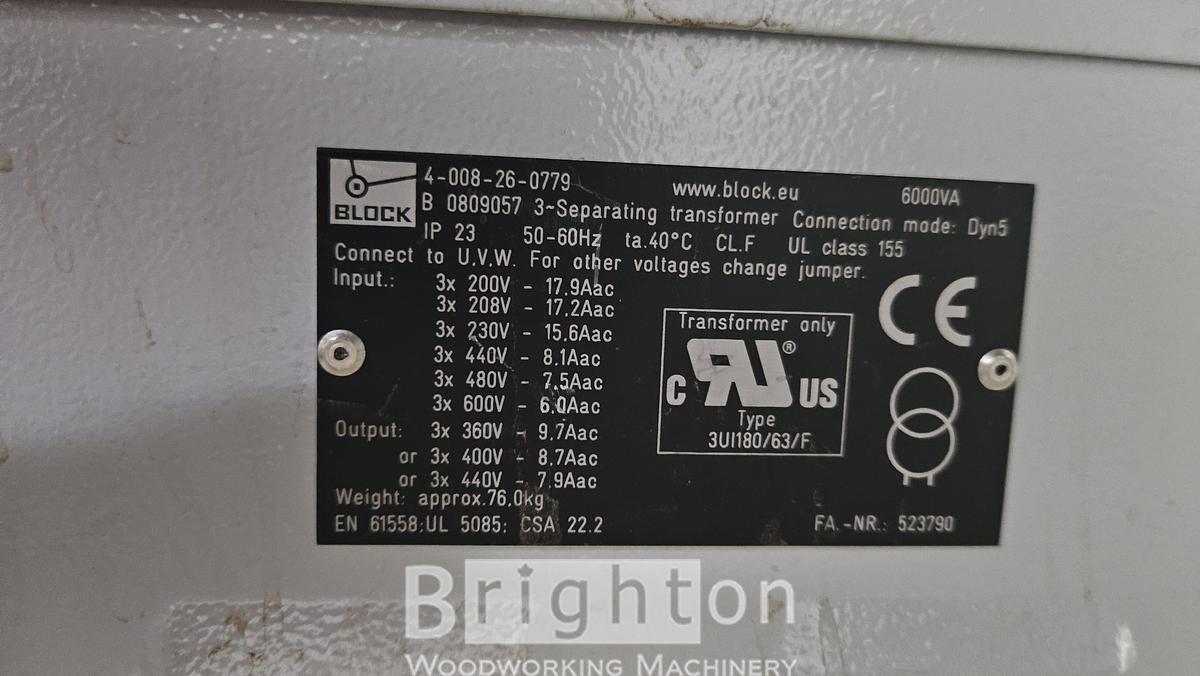 4-008-26-0779 www.block.eu 6000VA
BLOCK B 0809057 3~Separating transformer Connection mode: Dyn5
IP 23 50-60Hz ta.40°C CL.F UL class 155
Connect to U.V.W. For other voltages change jumper.
Input.: 3x 200V - 17.9Aac
3x 208V - 17.2Aac
3x 230V - 15.6Aac
3x 440V - 8.1Aac
3x 480V - 7.5Aac
3x 600V - 6.0Aac
Output: 3x 360V - 9.7Aac
or 3x 400V - 8.7Aac
or 3x 440V - 7.9Aac
Weight: approx.76.0kg
EN 61558;UL 5085; CSA 22.2
Transformer only
C RU® US
Type
3UI180/63/F
CE
FA.-NR.: 523790
Brighton
WOODWORKING MACHINERY